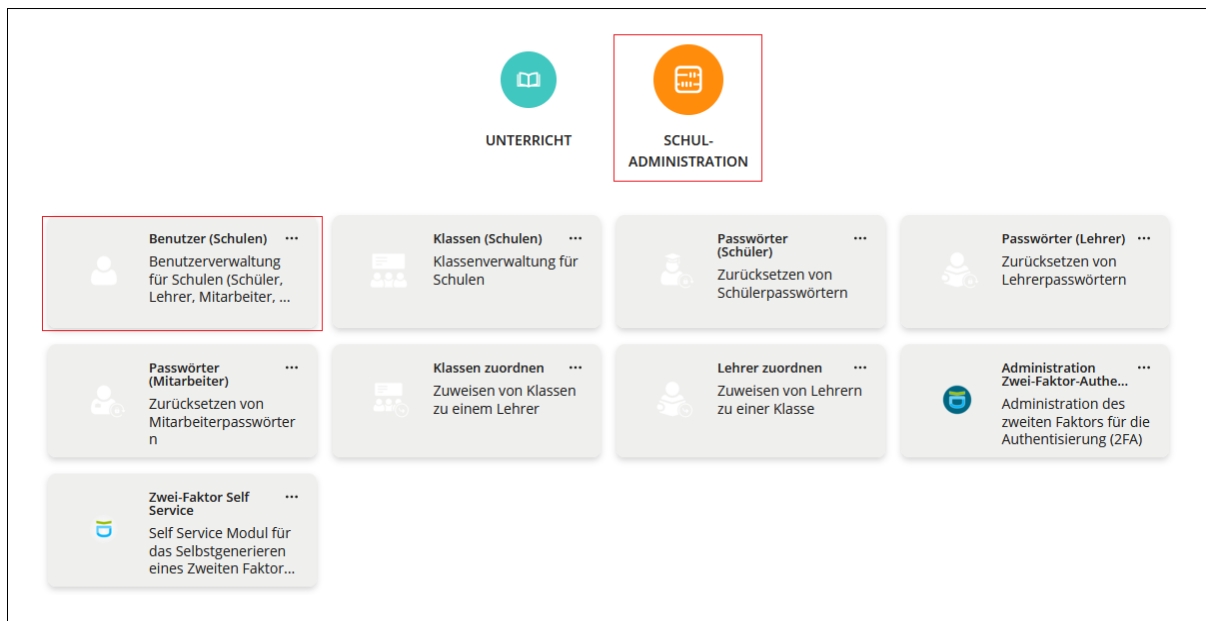 UNTERRICHT
SCHUL-
ADMINISTRATION
Benutzer (Schulen) ...
Benutzerverwaltung
für Schulen (Schüler,
Lehrer, Mitarbeiter, ...
Klassen (Schulen) ...
Klassenverwaltung für
Schulen
Passwörter ...
(Schüler)
Zurücksetzen von
Schülerpasswörtern
Passwörter (Lehrer) ...
Zurücksetzen von
Lehrerpasswörtern
Passwörter ...
(Mitarbeiter)
Zurücksetzen von
Mitarbeiterpasswörter
n
Klassen zuordnen ...
Zuweisen von Klassen
zu einem Lehrer
Lehrer zuordnen ...
Zuweisen von Lehrern
zu einer Klasse
Administration ...
Zwei-Faktor-Authe...
Administration des
zweiten Faktors für die
Authentisierung (2FA)
Zwei-Faktor Self ...
Service
Self Service Modul für
das Selbstgenerieren
eines Zweiten Faktor...